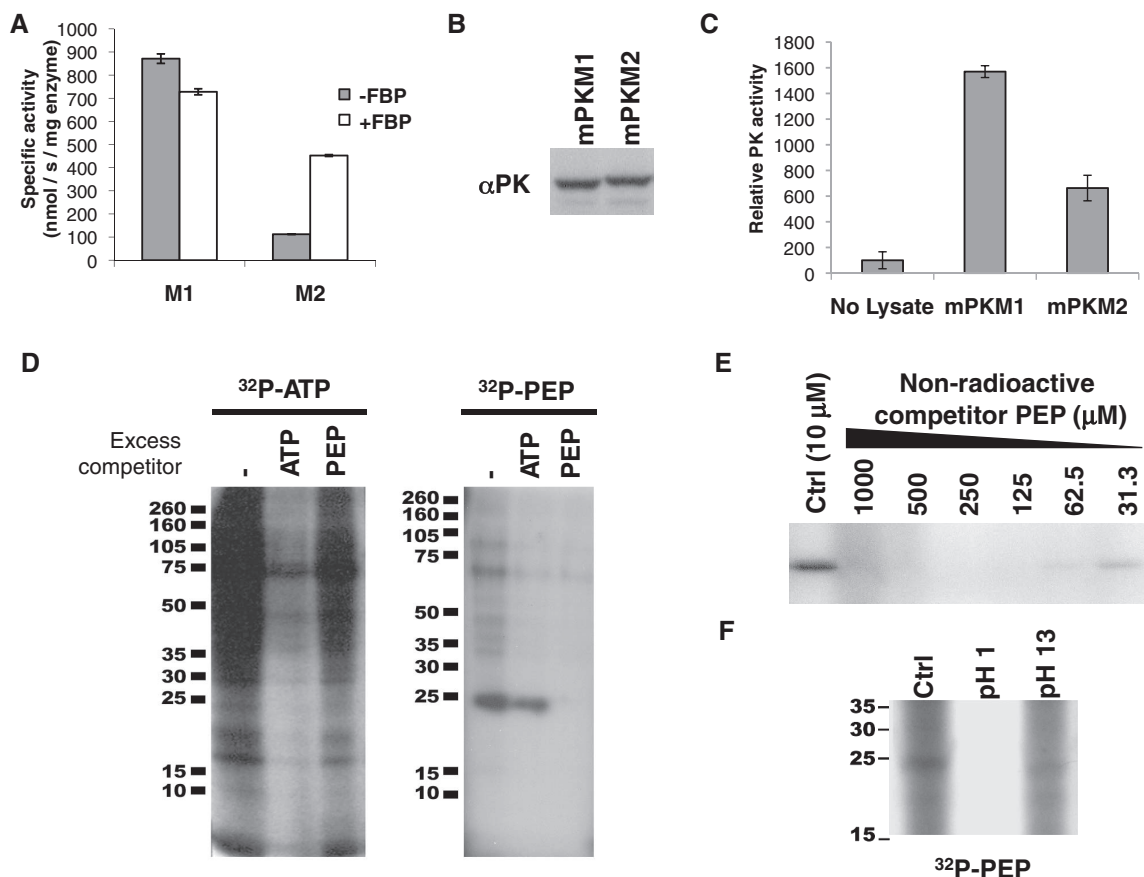 A
Specific activity
(nmol / s / mg enzyme)
1000
900
800
700
600
500
400
300
200
100
0
-FBP
+FBP
M1
M2
B
mPKM1
mPKM2
αPK
C
Relative PK activity
1800
1600
1400
1200
1000
800
600
400
200
0
No Lysate
mPKM1
mPKM2
D
³²P-ATP
Excess
competitor
-
ATP
PEP
260
160
105
75
50
35
30
25
15
10
³²P-PEP
-
ATP
PEP
260
160
105
75
50
35
30
25
15
10
E
Ctrl (10 μM)
Non-radioactive
competitor PEP (μM)
1000
500
250
125
62.5
31.3
F
Ctrl
pH 1
pH 13
35
30
25
15
³²P-PEP